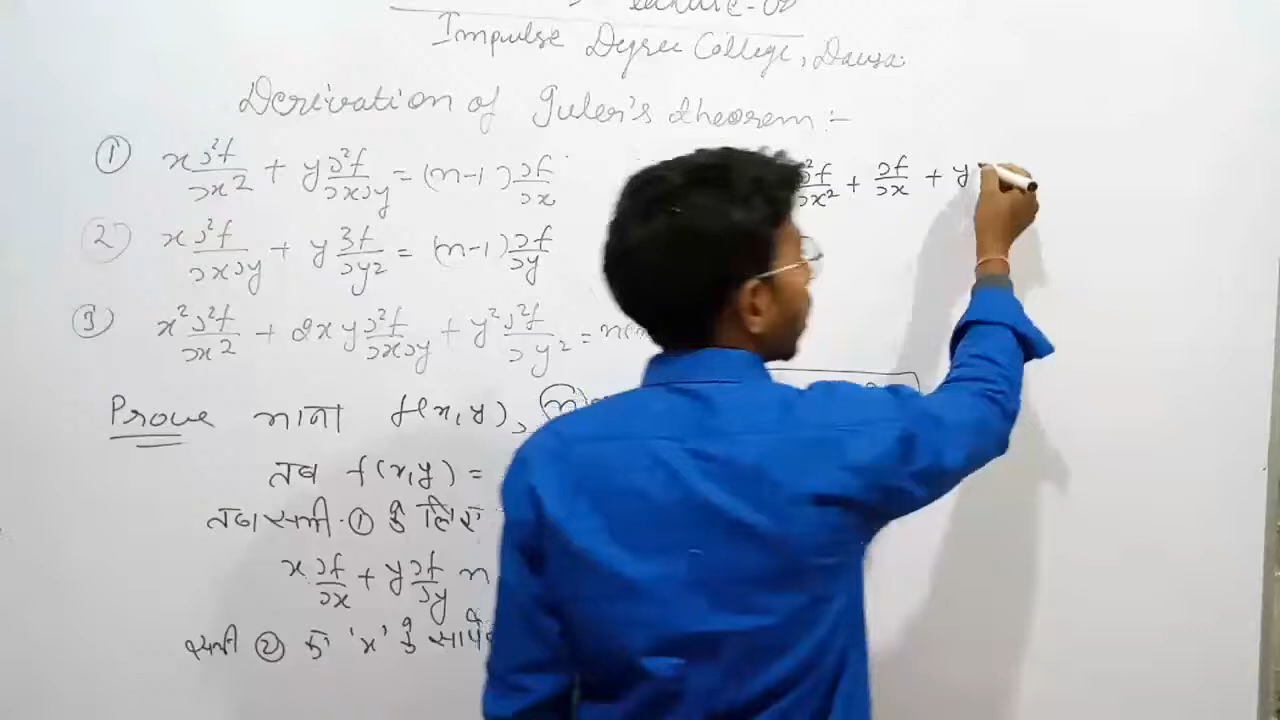 Impulse Degree College, Dausa.
Derivation of Euler's theorem :-
① x ∂²f/∂x² + y ∂²f/∂x∂y = (n-1) ∂f/∂x
② x ∂²f/∂x∂y + y ∂f/∂y² = (n-1) ∂f/∂y
③ x² ∂²f/∂x² + 2xy ∂²f/∂x∂y + y² ∂²f/∂y² = n(n
∂²f/∂x² + ∂f/∂x + y
Prove माना f(x,y), (n)
तब f(x,y) =
तब समी. ① के लिए
x ∂f/∂x + y ∂f/∂y n
समी ② के 'x' के सापे